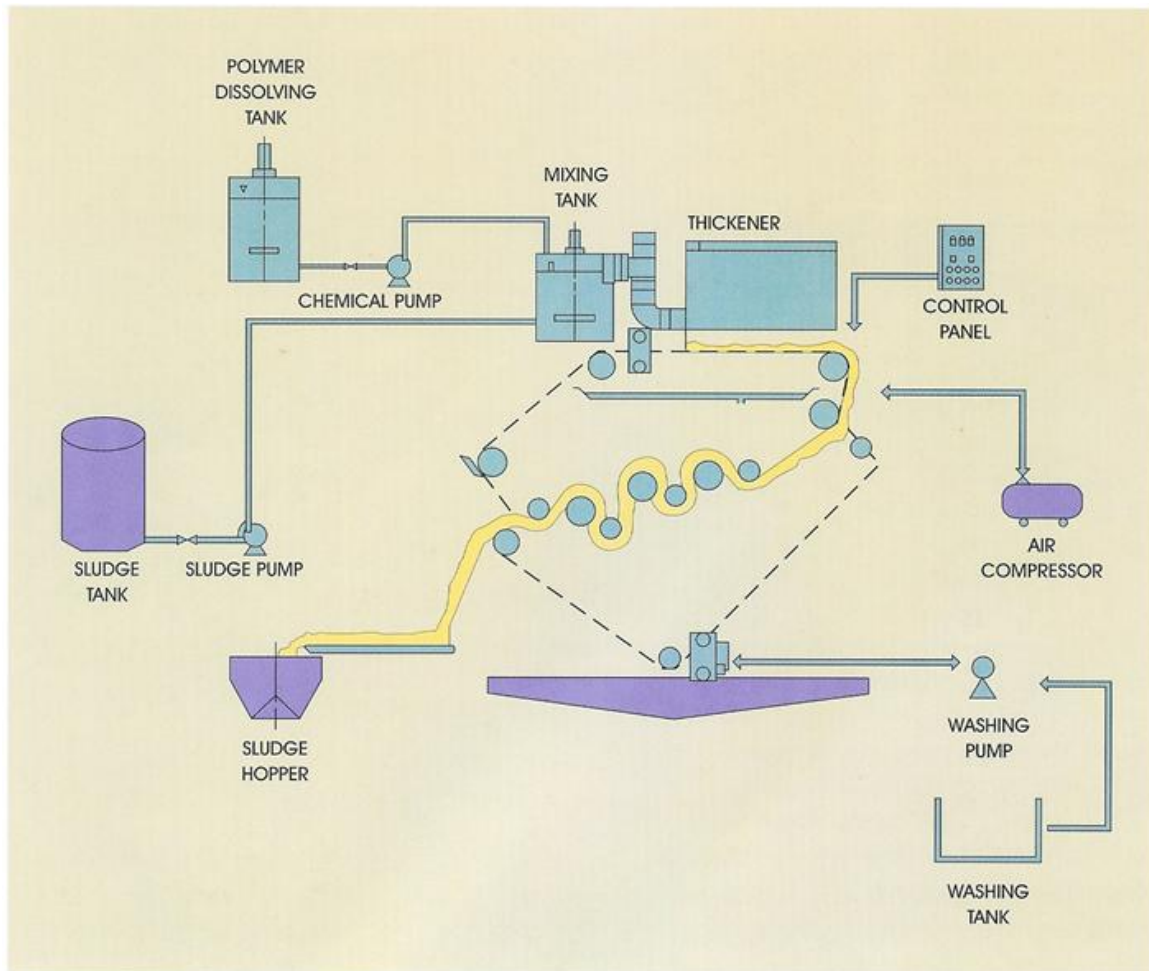 POLYMER
DISSOLVING
TANK
MIXING
TANK
THICKENER
CHEMICAL PUMP
CONTROL
PANEL
SLUDGE
TANK
SLUDGE PUMP
AIR
COMPRESSOR
SLUDGE
HOPPER
WASHING
PUMP
WASHING
TANK